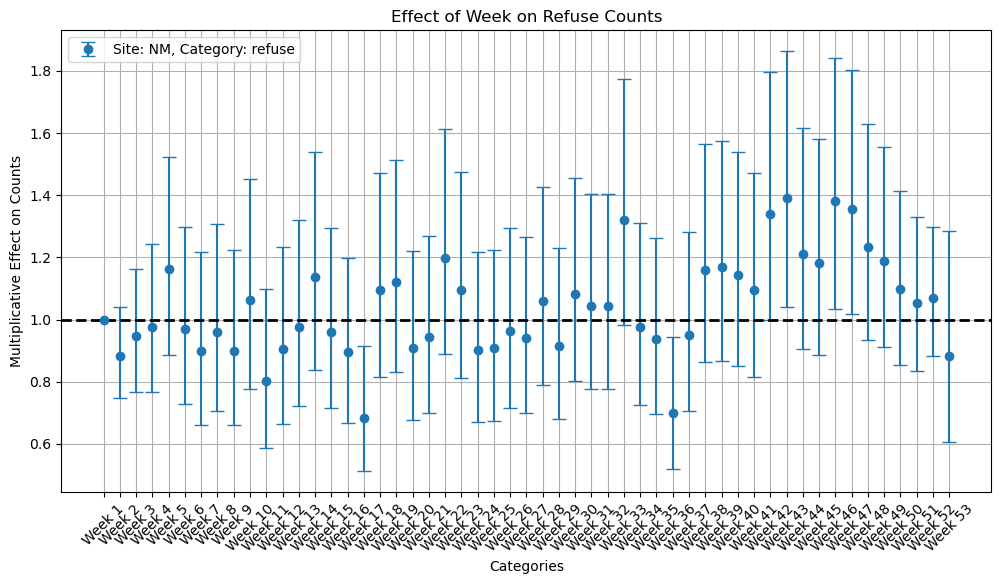 Effect of Week on Refuse Counts
Site: NM, Category: refuse
Multiplicative Effect on Counts
1.8
1.6
1.4
1.2
1.0
0.8
0.6
Week 1
Week 2
Week 3
Week 4
Week 5
Week 6
Week 7
Week 8
Week 9
Week 10
Week 11
Week 12
Week 13
Week 14
Week 15
Week 16
Week 17
Week 18
Week 19
Week 20
Week 21
Week 22
Week 23
Week 24
Week 25
Week 26
Week 27
Week 28
Week 29
Week 30
Week 31
Week 32
Week 33
Week 34
Week 35
Week 36
Week 37
Week 38
Week 39
Week 40
Week 41
Week 42
Week 43
Week 44
Week 45
Week 46
Week 47
Week 48
Week 49
Week 50
Week 51
Week 52
Week 53
Categories